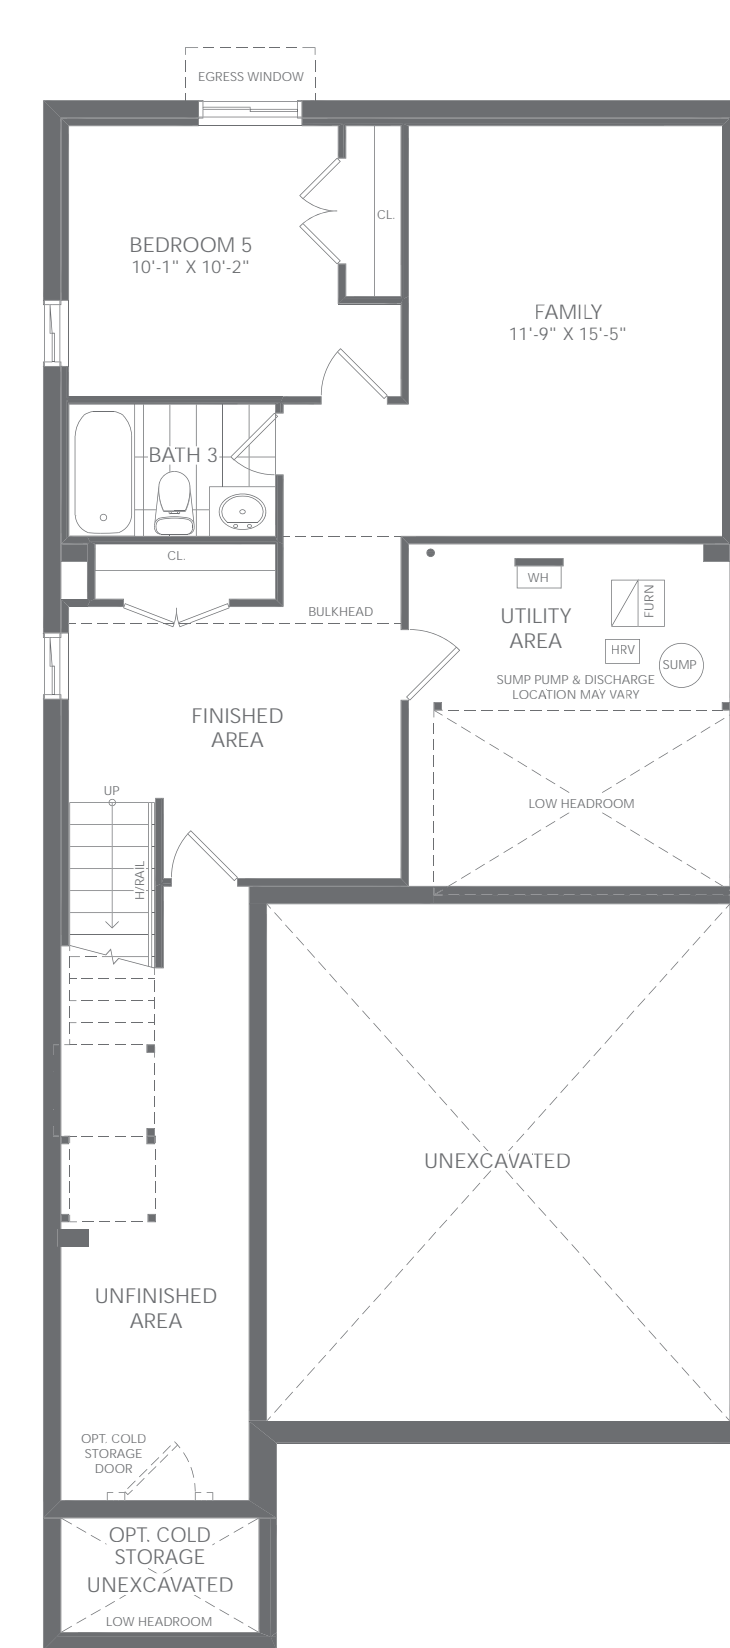 EGRESS WINDOW
CL.
BEDROOM 5
10'-1" X 10'-2"
FAMILY
11'-9" X 15'-5"
BATH 3
CL.
WH
FURN
BULKHEAD
UTILITY
AREA
HRV
SUMP
SUMP PUMP & DISCHARGE
LOCATION MAY VARY
FINISHED
AREA
UP
LOW HEADROOM
H/RAIL
UNEXCAVATED
UNFINISHED
AREA
OPT. COLD
STORAGE
DOOR
OPT. COLD
STORAGE
UNEXCAVATED
LOW HEADROOM